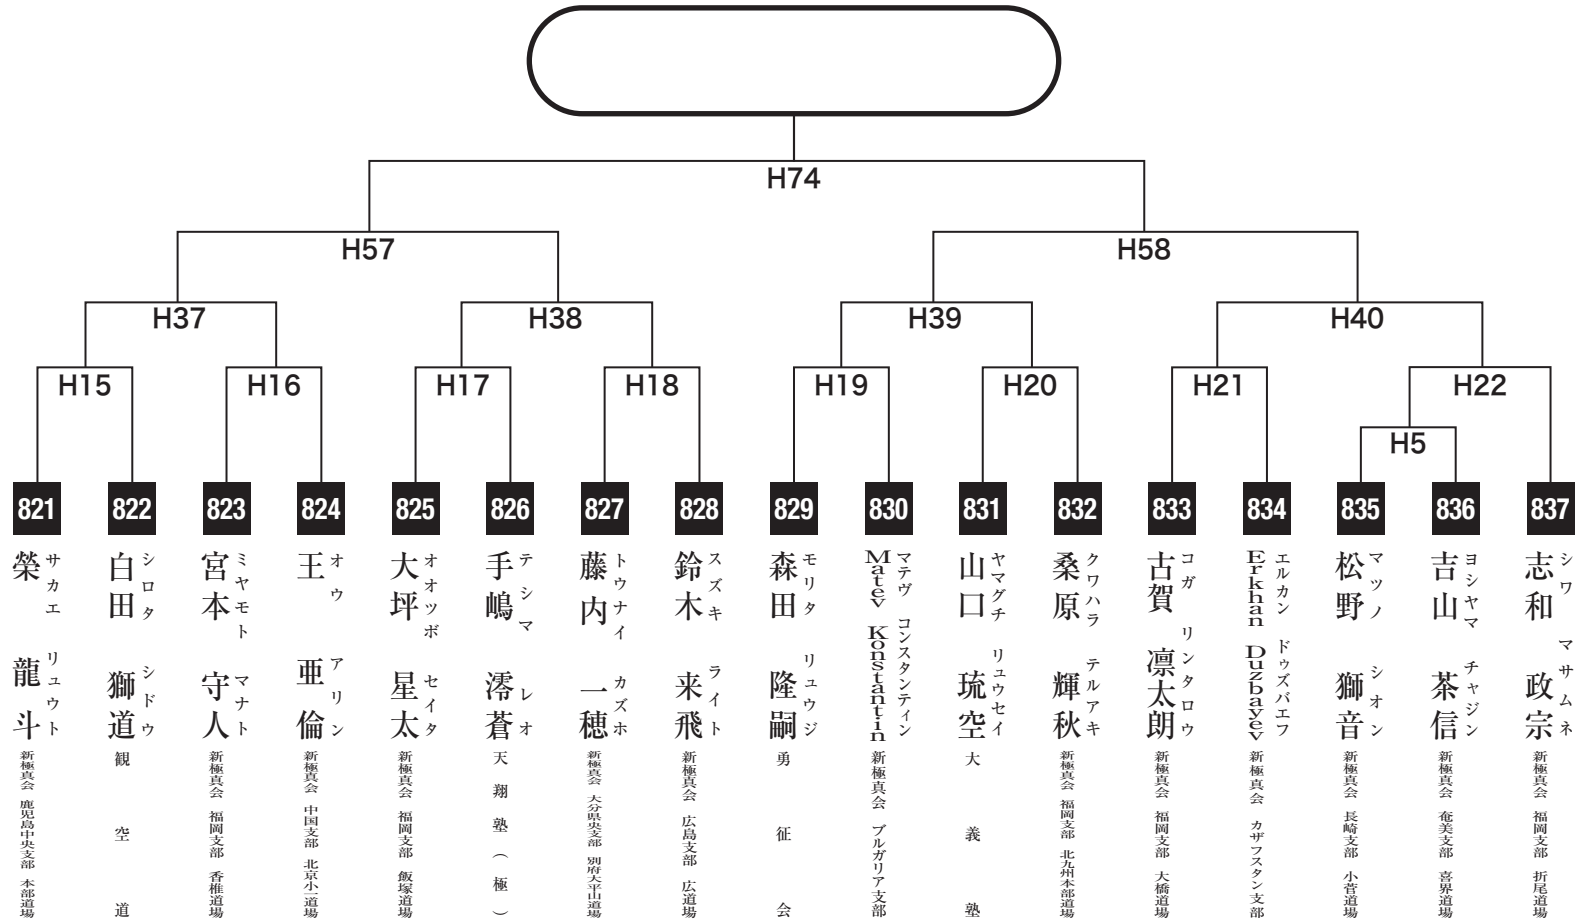 H74
H57
H58
H37
H38
H39
H40
H15
H16
H17
H18
H19
H20
H21
H22
H5
821
822
823
824
825
826
827
828
829
830
831
832
833
834
835
836
837
榮 龍斗
サカエ リュウト
新極真会 鹿児島中央支部 本部道場
白田 獅道
シロタ シドウ
観空道
宮本 守人
ミヤモト マナト
新極真会 福岡支部 香椎道場
王 亜倫
オウ アリン
新極真会 中国支部 北京小一道場
大坪 星太
オオツボ セイタ
新極真会 福岡支部 飯塚道場
手嶋 澪蒼
テシマ レオ
天翔塾(極)
藤内 一穂
トウナイ カズホ
新極真会 大分県央支部 別府大平山道場
鈴木 来飛
スズキ ライト
新極真会 広島支部 広道場
森田 隆嗣
モリタ リュウジ
勇征会
Matev Konstantin
マテヴ コンスタンティン
新極真会 ブルガリア支部
山口 琉空
ヤマグチ リュウセイ
大義塾
桑原 輝秋
クワハラ テルアキ
新極真会 福岡支部 北九州本部道場
古賀 凛太朗
コガ リンタロウ
新極真会 福岡支部 大橋道場
Erkhan Duzbayev
エルカン ドゥズバエフ
新極真会 カザフスタン支部
松野 獅音
マツノ シオン
新極真会 長崎支部 小菅道場
吉山 茶信
ヨシヤマ チャジン
新極真会 奄美支部 喜界道場
志和 政宗
シワ マサムネ
新極真会 福岡支部 折尾道場